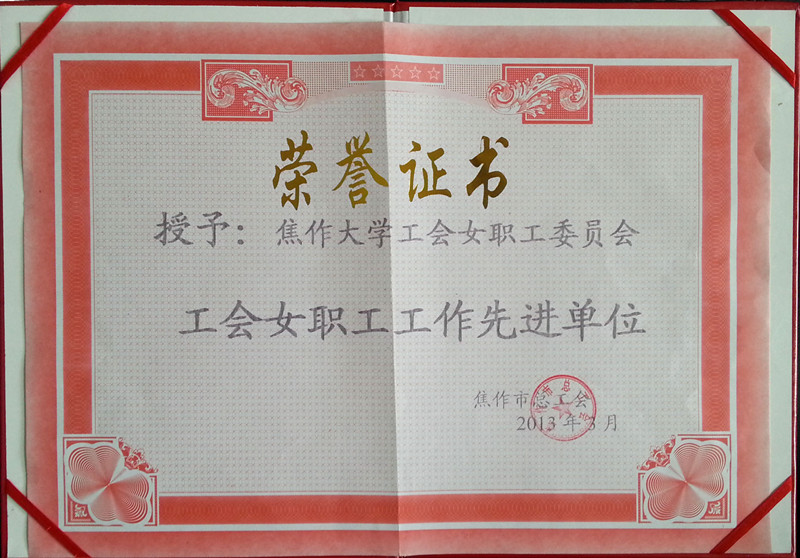 荣誉证书
授予：焦作大学工会女职工委员会
工会女职工工作先进单位
焦作市总工会
2013年3月